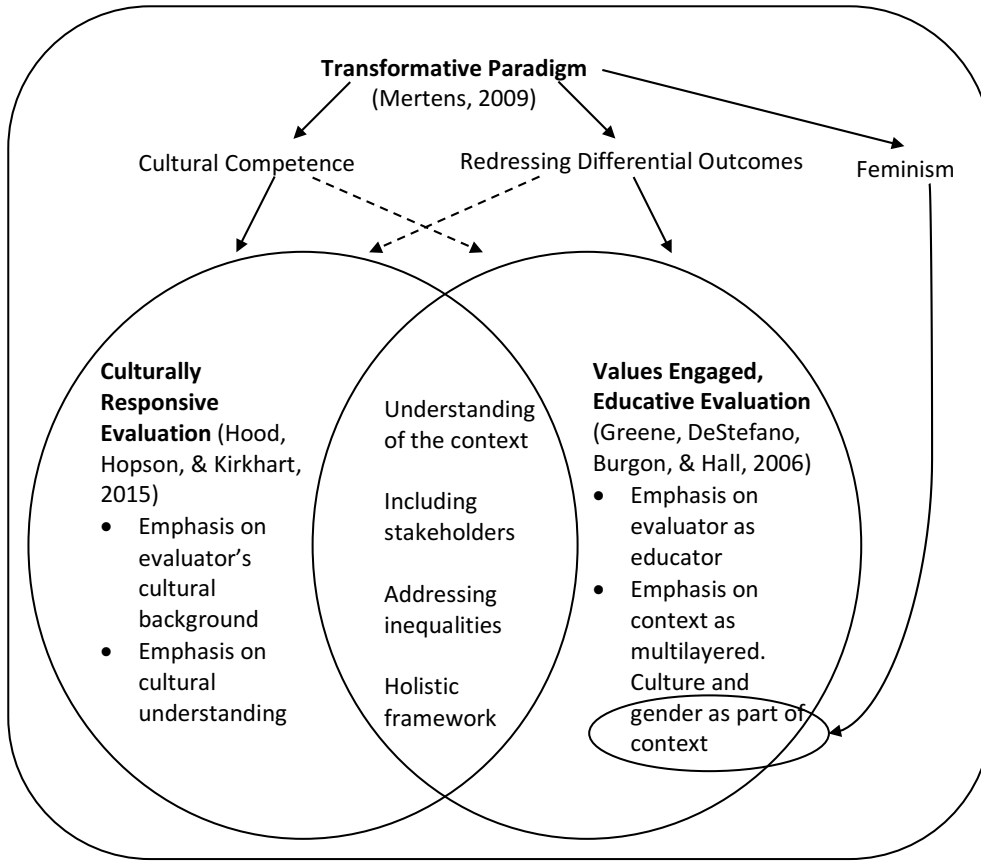 Transformative Paradigm
(Mertens, 2009)
Cultural Competence
Redressing Differential Outcomes
Feminism
Culturally
Responsive
Evaluation (Hood,
Hopson, & Kirkhart,
2015)
• Emphasis on
evaluator’s
cultural
background
• Emphasis on
cultural
understanding
Understanding
of the context
Including
stakeholders
Addressing
inequalities
Holistic
framework
Values Engaged,
Educative Evaluation
(Greene, DeStefano,
Burgon, & Hall, 2006)
• Emphasis on
evaluator as
educator
• Emphasis on
context as
multilayered.
Culture and
gender as part of
context